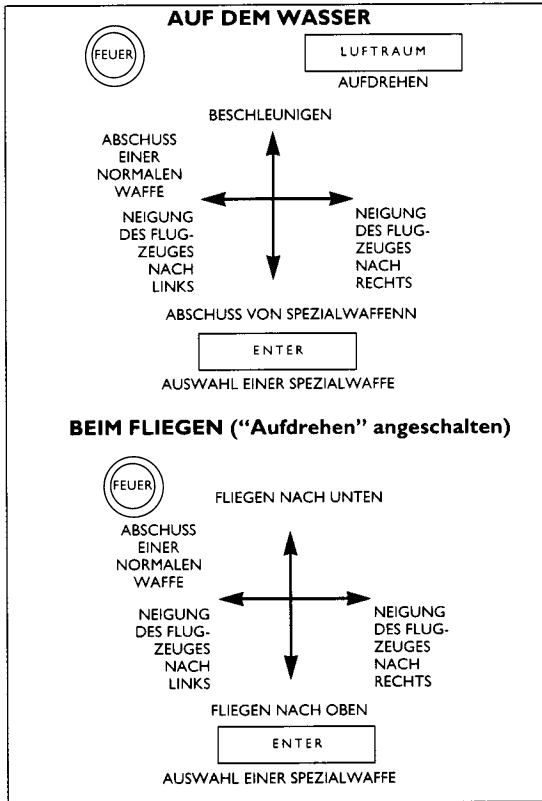 AUF DEM WASSER
FEUER
LUFTRAUM
AUFDREHEN
BESCHLEUNIGEN
ABSCHUSS
EINER
NORMALEN
WAFFE
NEIGUNG
DES FLUG-
ZEUGES
NACH
LINKS
NEIGUNG
DES FLUG-
ZEUGES
NACH
RECHTS
ABSCHUSS VON SPEZIALWAFFENN
ENTER
AUSWAHL EINER SPEZIALWAFFE
BEIM FLIEGEN (“Aufdrehen” angeschalten)
FEUER
FLIEGEN NACH UNTEN
ABSCHUSS
EINER
NORMALEN
WAFFE
NEIGUNG
DES FLUG-
ZEUGES
NACH
LINKS
NEIGUNG
DES FLUG-
ZEUGES
NACH
RECHTS
FLIEGEN NACH OBEN
ENTER
AUSWAHL EINER SPEZIALWAFFE